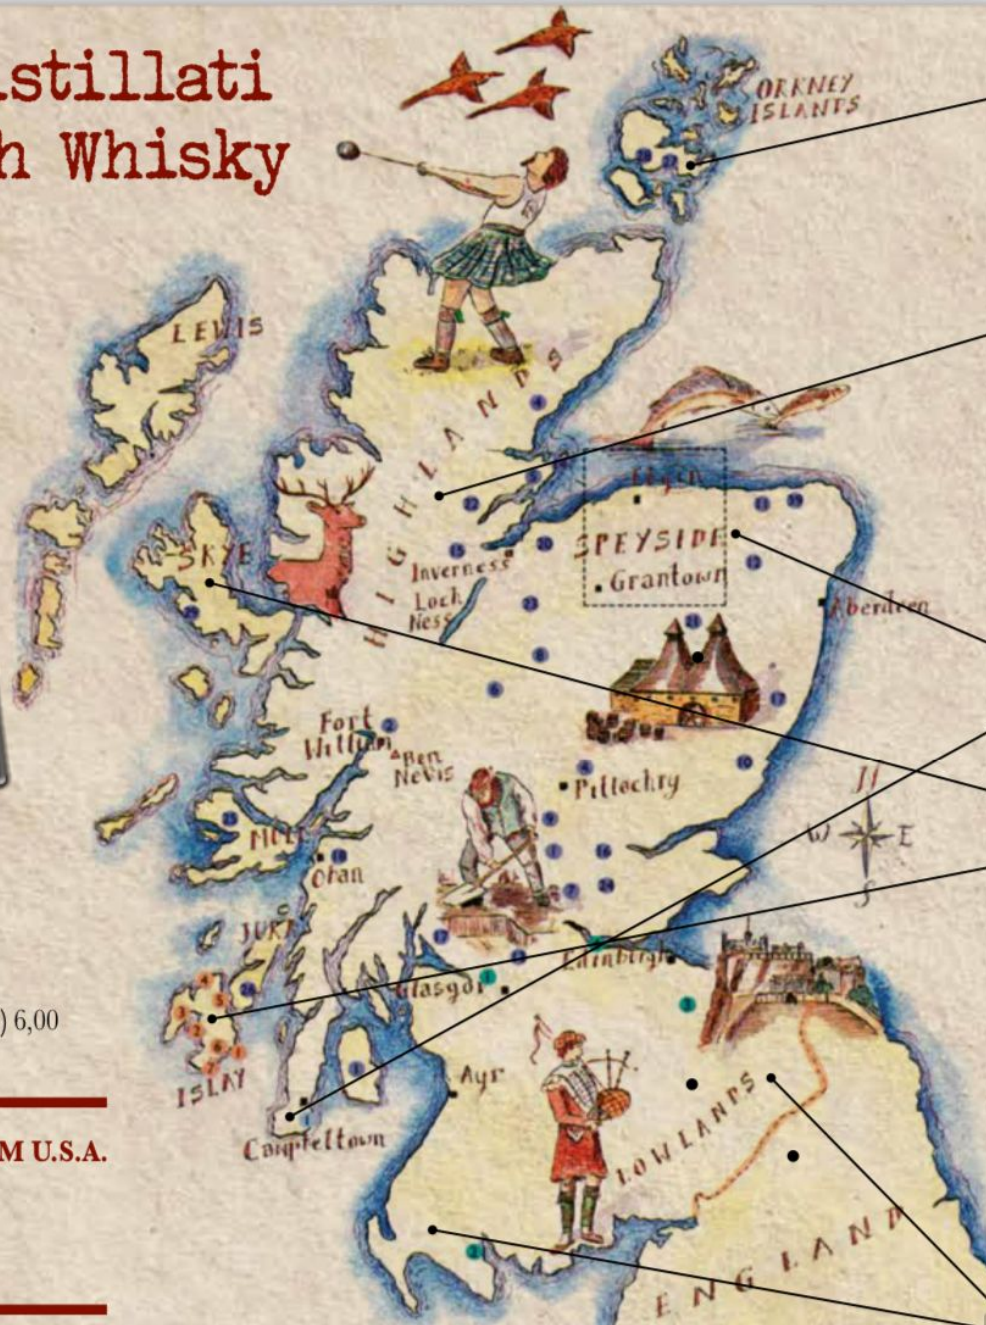 istillati
h Whisky
ORKNEY
ISLANDS
LEWIS
HIGHLANDS
Elgin
SKYE
SPEYSIDE
Inverness
Grantown
Loch
Ness
Aberdeen
Fort
William
Ben
Nevis
Pitlochry
N
W E
S
MULL
Oban
JURA
Edinburgh
Glasgow
) 6,00
ISLAY
Ayr
M U.S.A.
Campbeltown
LOWLANDS
ENGLAND